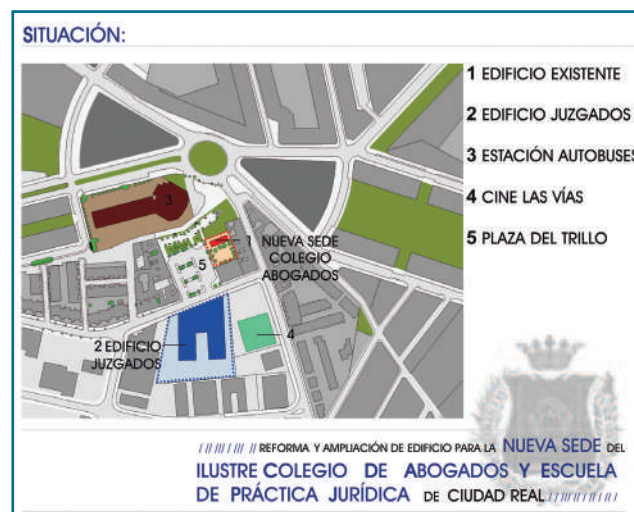 SITUACIÓN:
1 EDIFICIO EXISTENTE
2 EDIFICIO JUZGADOS
3 ESTACIÓN AUTOBUSES
4 CINE LAS VÍAS
5 PLAZA DEL TRILLO
3
1 NUEVA SEDE
COLEGIO
ABOGADOS
5
2 EDIFICIO
JUZGADOS
4
REFORMA Y AMPLIACIÓN DE EDIFICIO PARA LA NUEVA SEDE DEL
ILUSTRE COLEGIO DE ABOGADOS Y ESCUELA
DE PRÁCTICA JURÍDICA DE CIUDAD REAL